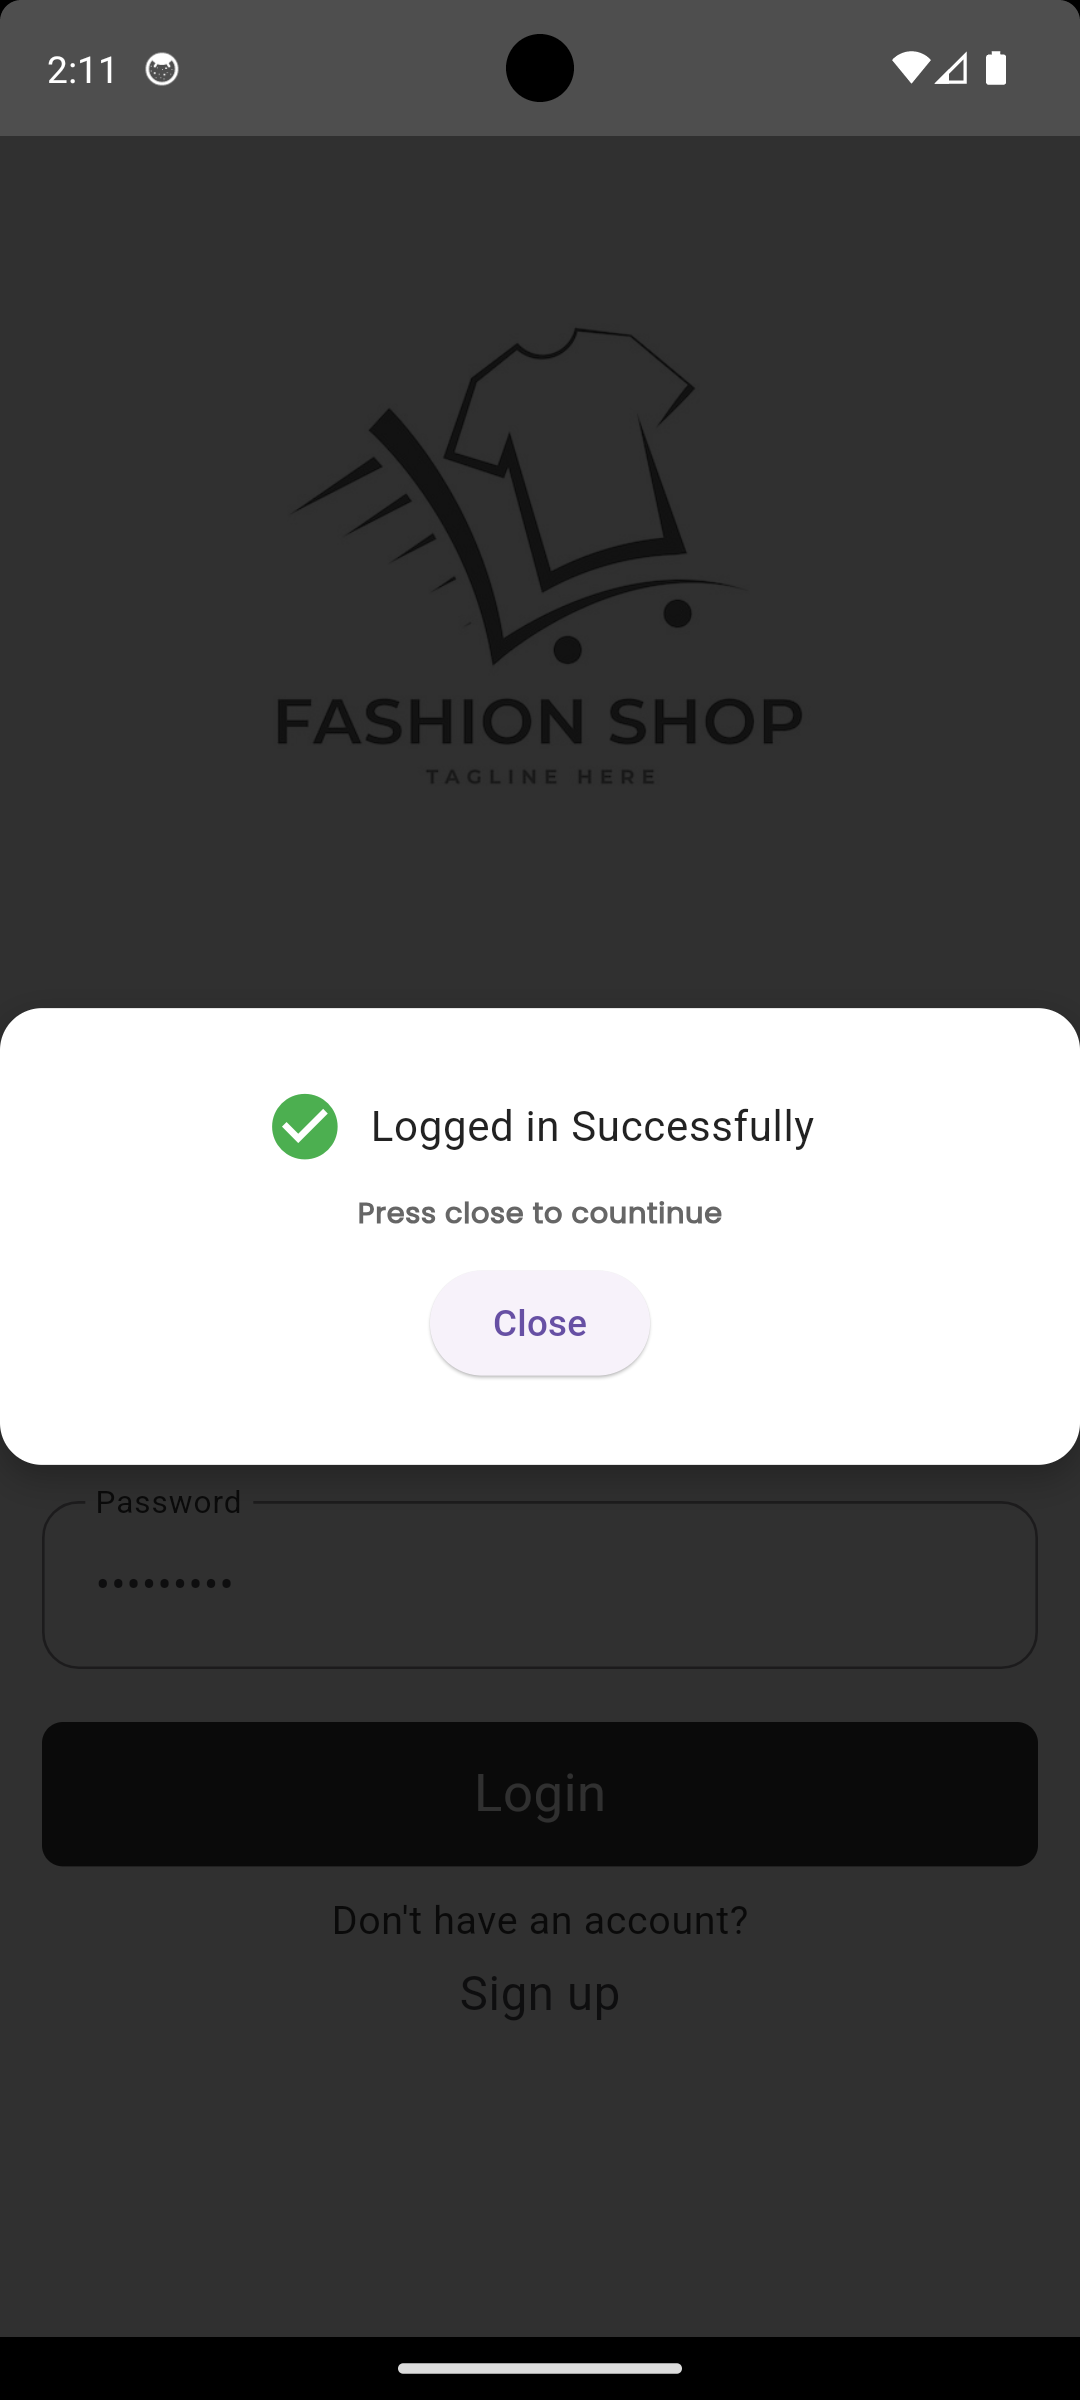 2:11
FASHION SHOP
TAGLINE HERE
Logged in Successfully
Press close to countinue
Close
Password
•••••••••
Login
Don't have an account?
Sign up